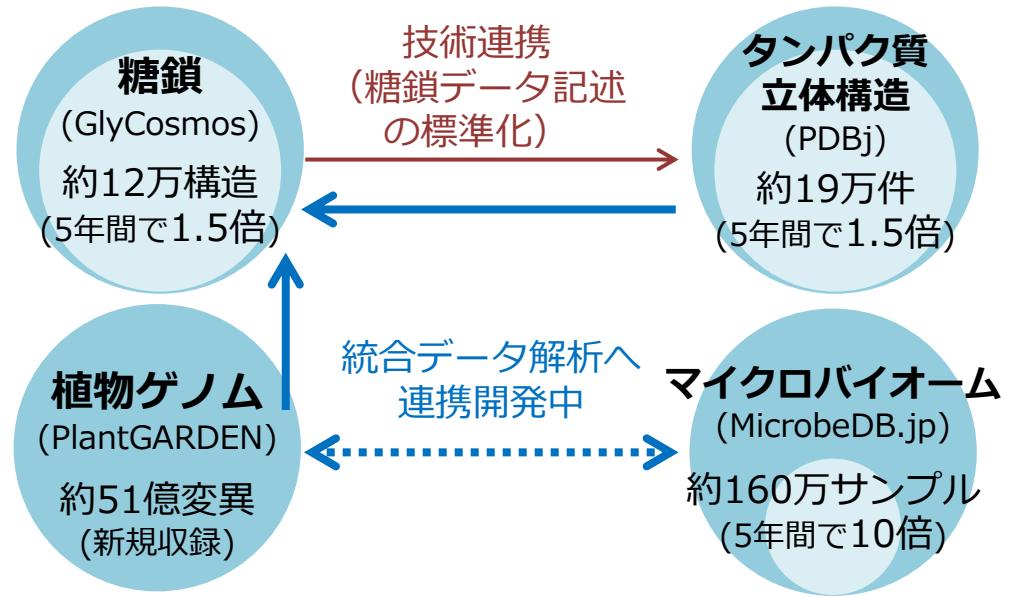 糖鎖
(GlyCosmos)
約12万構造
(5年間で1.5倍)
技術連携
（糖鎖データ記述
の標準化）
タンパク質
立体構造
(PDBj)
約19万件
(5年間で1.5倍)
植物ゲノム
(PlantGARDEN)
約51億変異
(新規収録)
統合データ解析へ
連携開発中
マイクロバイオーム
(MicrobeDB.jp)
約160万サンプル
(5年間で10倍)